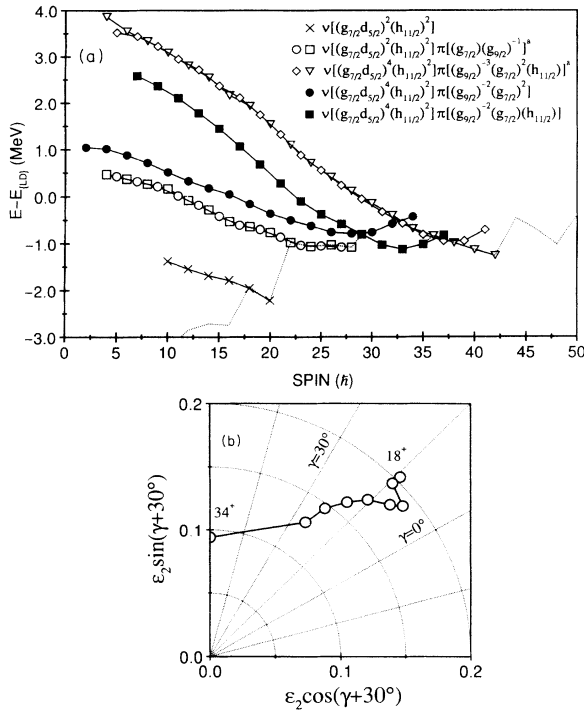 4.0
3.0
2.0
1.0
0.0
-1.0
-2.0
-3.0
E−E{LD} (MeV)
(a)
ν[(g7/2d5/2)²(h11/2)²]
ν[(g7/2d5/2)²(h11/2)²]π[(g7/2)(g9/2)⁻¹]ᵃ
ν[(g7/2d5/2)⁴(h11/2)²]π[(g9/2)⁻³(g7/2)²(h11/2)]ᵃ
ν[(g7/2d5/2)⁴(h11/2)²]π[(g9/2)⁻²(g7/2)²]
ν[(g7/2d5/2)⁴(h11/2)²]π[(g9/2)⁻²(g7/2)(h11/2)]
0 5 10 15 20 25 30 35 40 45 50
SPIN (ℏ)
0.2
0.1
0.0
ε₂sin(γ+30°)
(b)
γ=30°
18⁺
34⁺
γ=0°
0.0 0.1 0.2
ε₂cos(γ+30°)